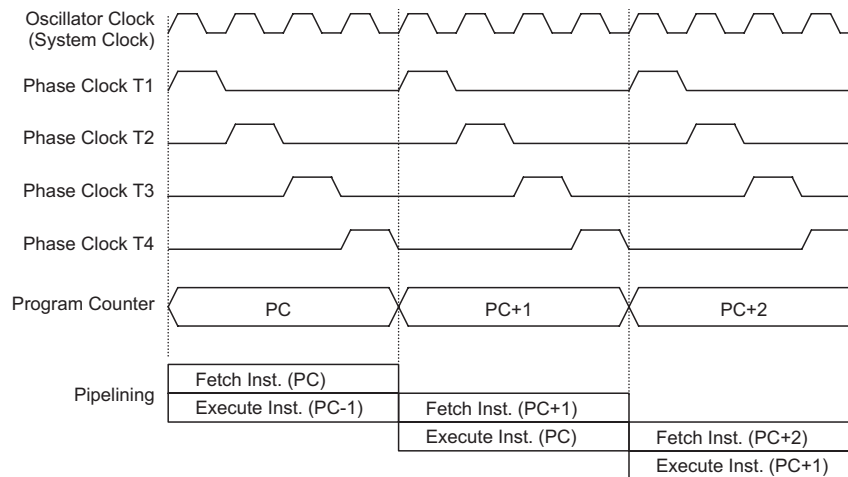 Oscillator Clock
(System Clock)
Phase Clock T1
Phase Clock T2
Phase Clock T3
Phase Clock T4
Program Counter
PC
PC+1
PC+2
Pipelining
Fetch Inst. (PC)
Execute Inst. (PC-1)
Fetch Inst. (PC+1)
Execute Inst. (PC)
Fetch Inst. (PC+2)
Execute Inst. (PC+1)